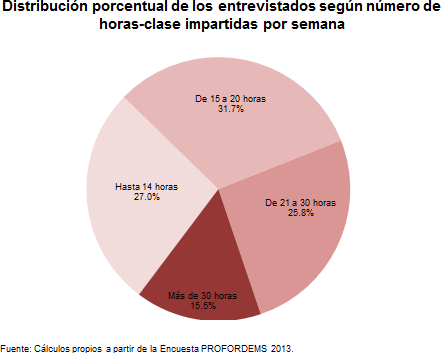 Distribución porcentual de los entrevistados según número de
horas-clase impartidas por semana
De 15 a 20 horas
31.7%
De 21 a 30 horas
25.8%
Hasta 14 horas
27.0%
Más de 30 horas
15.5%
Fuente: Cálculos propios a partir de la Encuesta PROFORDEMS 2013.